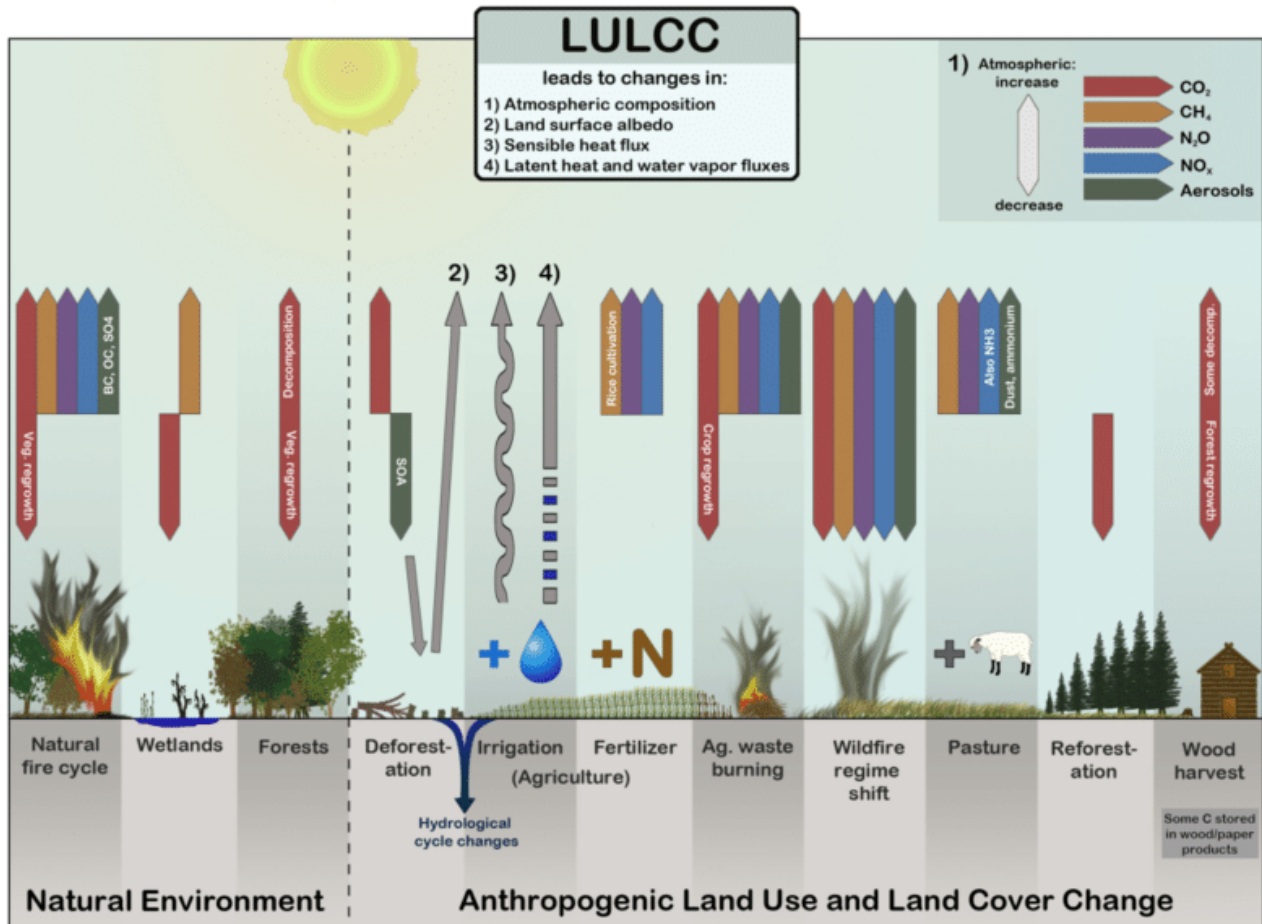 LULCC
leads to changes in:
1) Atmospheric composition
2) Land surface albedo
3) Sensible heat flux
4) Latent heat and water vapor fluxes
1) Atmospheric:
increase
decrease
CO₂
CH₄
N₂O
NOₓ
Aerosols
2)
3)
4)
Veg. regrowth
BC, OC, SO4
Decomposition
Veg. regrowth
SOA
Rice cultivation
Crop regrowth
Also NH3
Dust, ammonium
Some decomp.
Forest regrowth
+
+ N
+
Natural
fire cycle
Wetlands
Forests
Deforest-
ation
Irrigation
Fertilizer
(Agriculture)
Ag. waste
burning
Wildfire
regime
shift
Pasture
Reforest-
ation
Wood
harvest
Hydrological
cycle changes
Some C stored
in wood/paper
products
Natural Environment
Anthropogenic Land Use and Land Cover Change